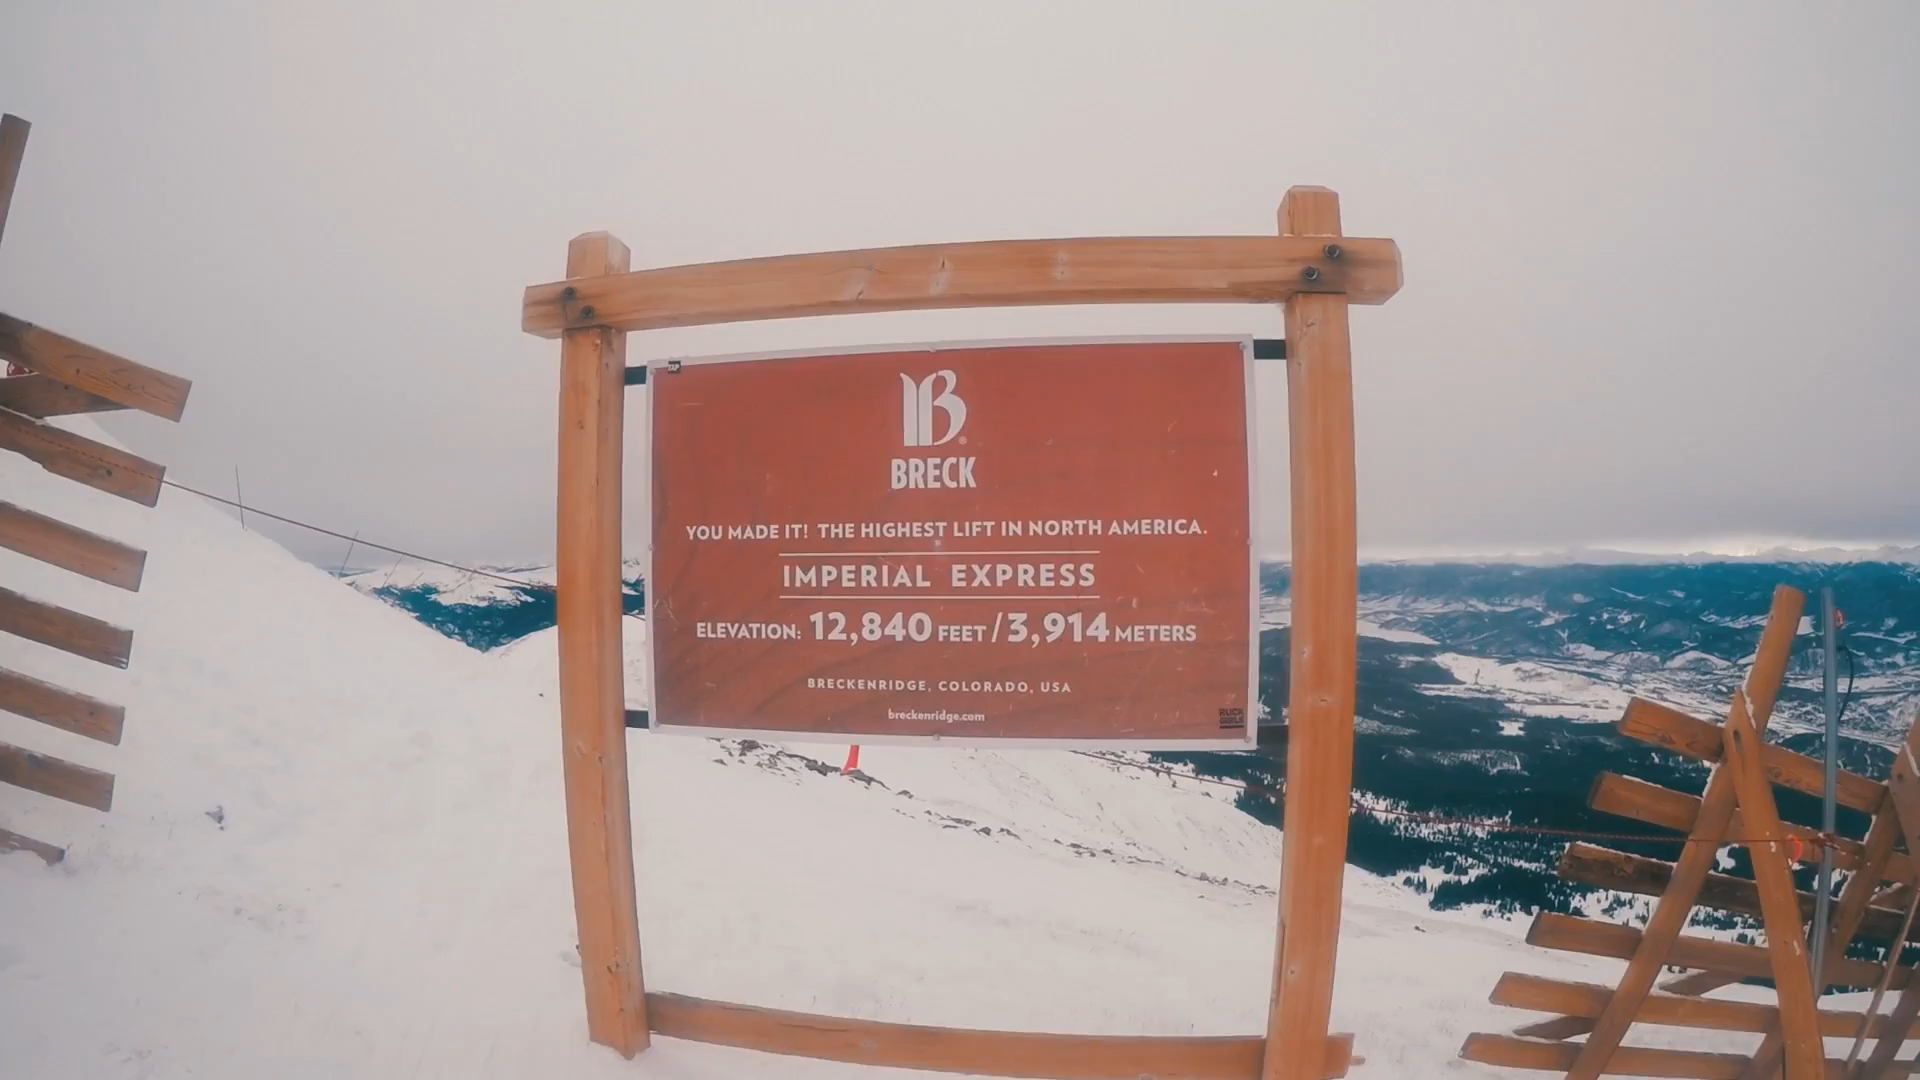 B
BRECK
YOU MADE IT! THE HIGHEST LIFT IN NORTH AMERICA.
IMPERIAL EXPRESS
ELEVATION: 12,840 FEET / 3,914 METERS
BRECKENRIDGE, COLORADO, USA
breckenridge.com